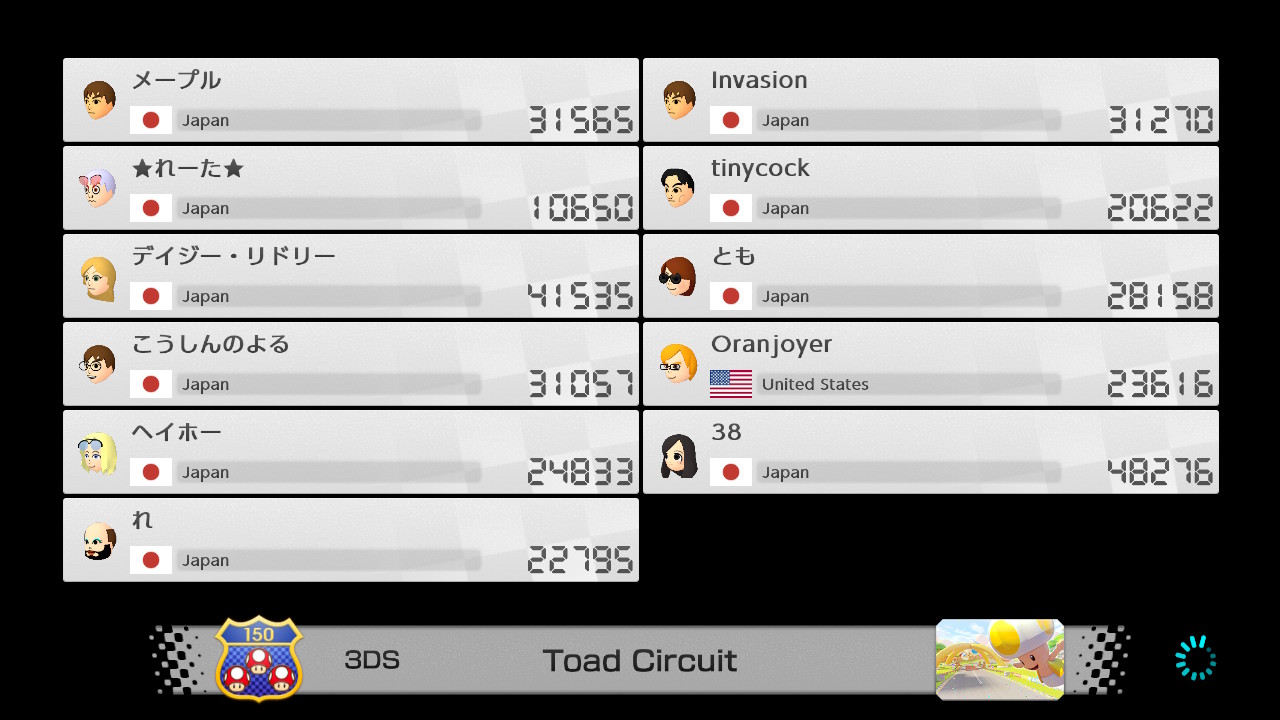 メープル
Japan
31565
Invasion
Japan
31270
★れーた★
Japan
10650
tinycock
Japan
20622
デイジー・リドリー
Japan
41535
とも
Japan
28158
こうしんのよる
Japan
31057
Oranjoyer
United States
23616
ヘイホー
Japan
24833
38
Japan
48276
れ
Japan
22795
150
3DS
Toad Circuit